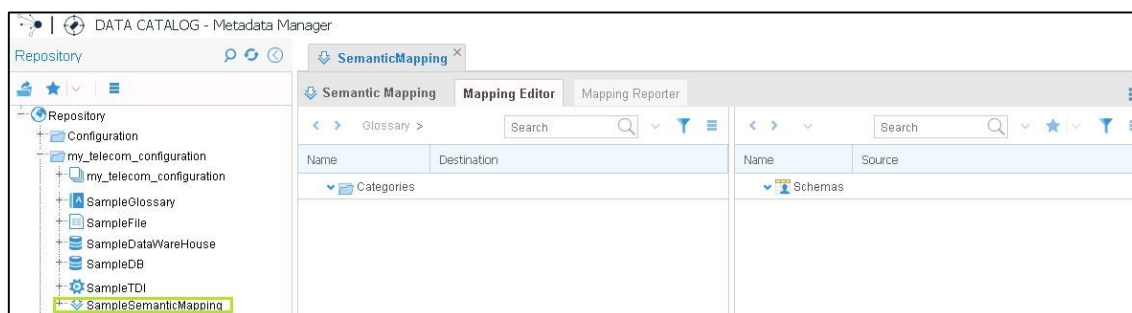 DATA CATALOG - Metadata Manager
Repository
SemanticMapping
Semantic Mapping Mapping Editor Mapping Reporter
Repository
Configuration
my_telecom_configuration
my_telecom_configuration
SampleGlossary
SampleFile
SampleDataWareHouse
SampleDB
SampleTDI
SampleSemanticMapping
Glossary > Search
Name Destination
Categories
Search
Name Source
Schemas